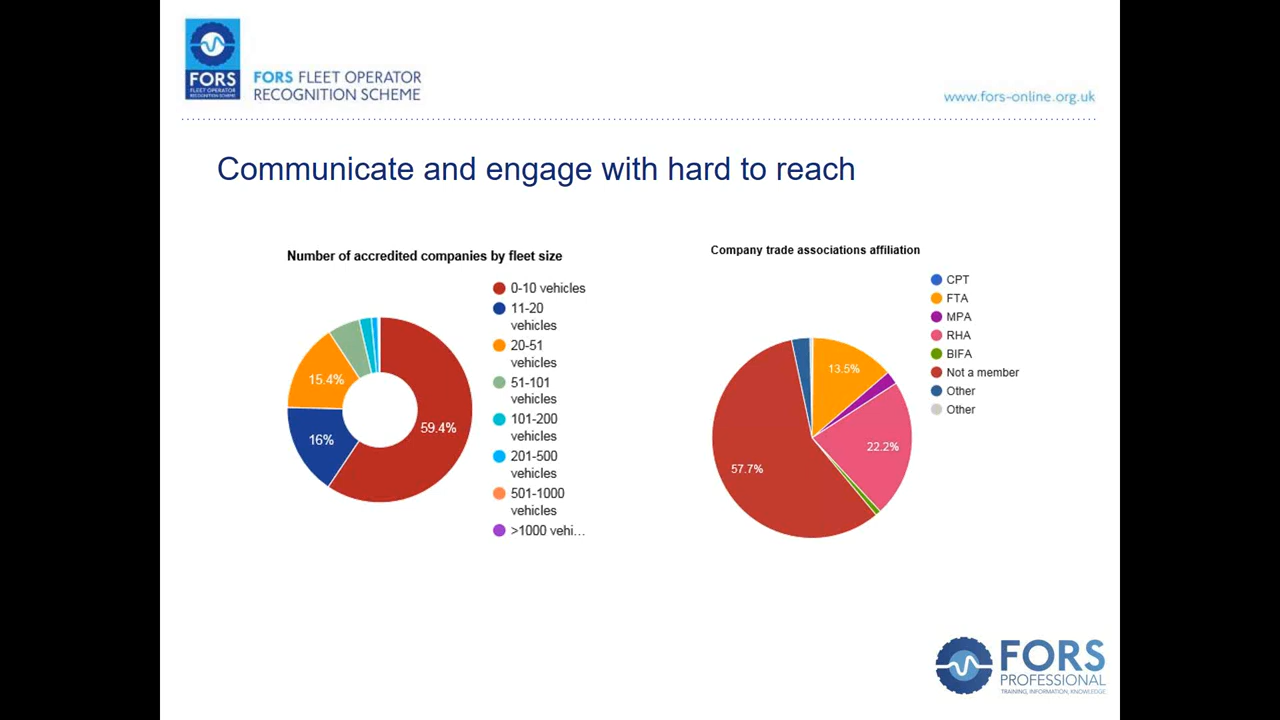 FORS
FLEET OPERATOR
RECOGNITION SCHEME
FORS FLEET OPERATOR
RECOGNITION SCHEME
www.fors-online.org.uk
Communicate and engage with hard to reach
Number of accredited companies by fleet size
0-10 vehicles
11-20
vehicles
20-51
vehicles
51-101
vehicles
101-200
vehicles
201-500
vehicles
501-1000
vehicles
>1000 vehi...
15.4%
16%
59.4%
Company trade associations affiliation
CPT
FTA
MPA
RHA
BIFA
Not a member
Other
Other
13.5%
22.2%
57.7%
FORS
PROFESSIONAL
TRAINING, INFORMATION, KNOWLEDGE.